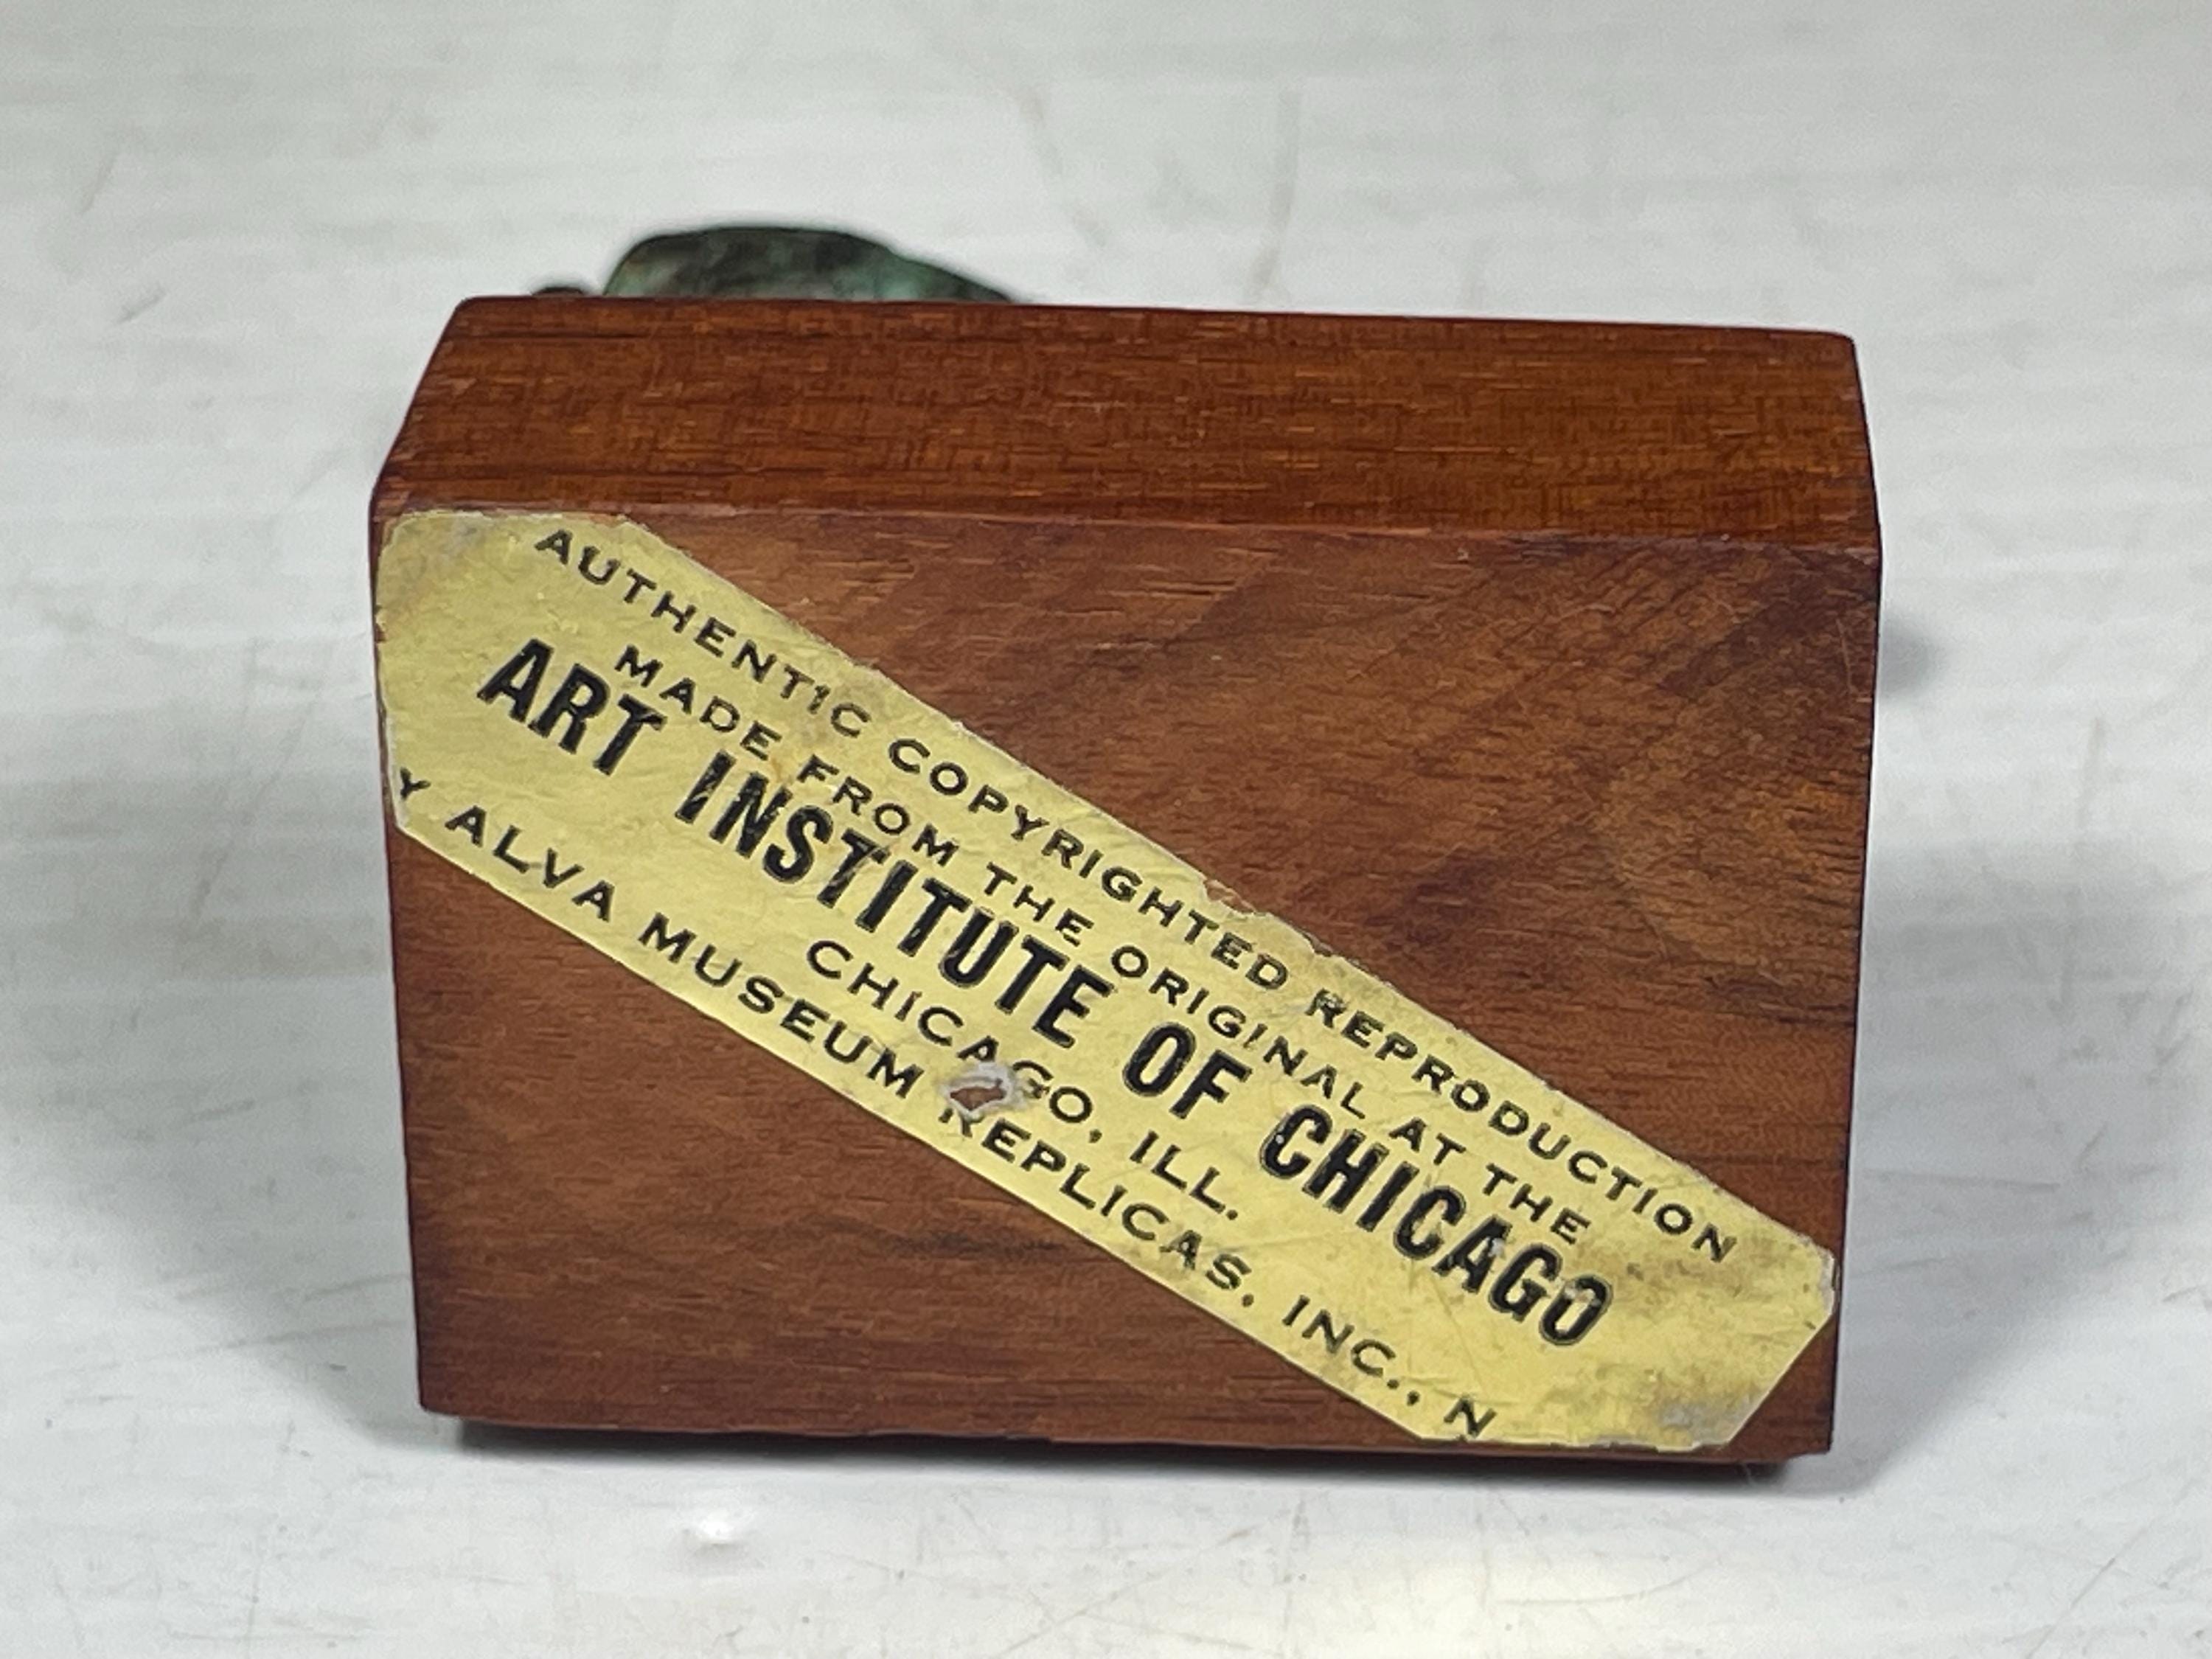 AUTHENTIC COPYRIGHTED REPRODUCTION
MADE FROM THE ORIGINAL AT THE
ART INSTITUTE OF CHICAGO
CHICAGO, ILL.
Y ALVA MUSEUM REPLICAS, INC., N